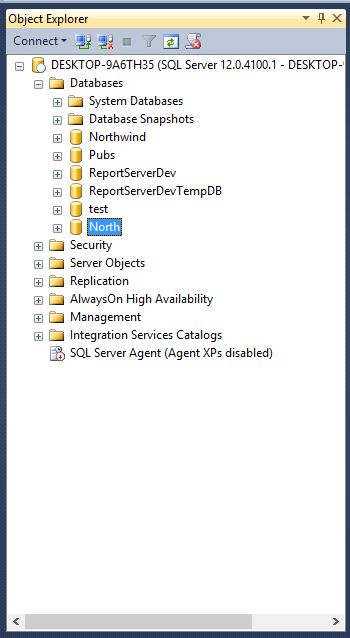 Object Explorer
Connect
DESKTOP-9A6TH35 (SQL Server 12.0.4100.1 - DESKTOP-
Databases
System Databases
Database Snapshots
Northwind
Pubs
ReportServerDev
ReportServerDevTempDB
test
North
Security
Server Objects
Replication
AlwaysOn High Availability
Management
Integration Services Catalogs
SQL Server Agent (Agent XPs disabled)